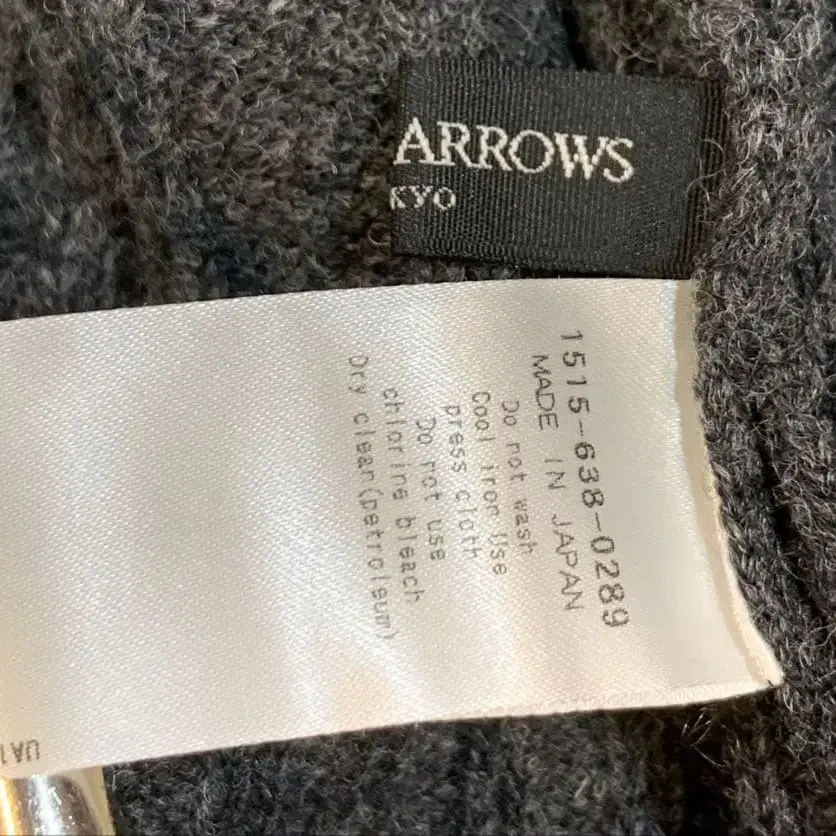 ARROWS
KYO
1515-638-0289
MADE IN JAPAN
Do not wash
Cool iron Use
press cloth
Do not use
chlorine bleach
Dry clean(petroleum)
UA1